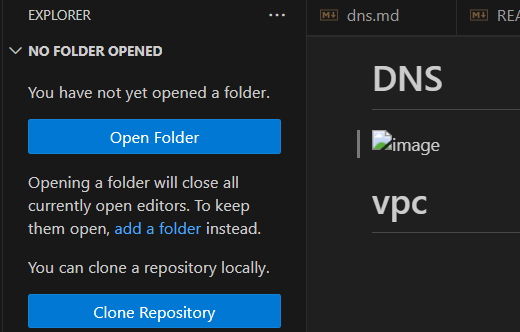 EXPLORER
NO FOLDER OPENED
You have not yet opened a folder.
Open Folder
Opening a folder will close all
currently open editors. To keep
them open, add a folder instead.
You can clone a repository locally.
Clone Repository
dns.md
REA
DNS
image
vpc